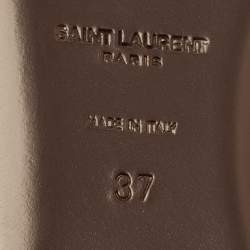 SAINT LAURENT
PARIS
MADE IN ITALY
37